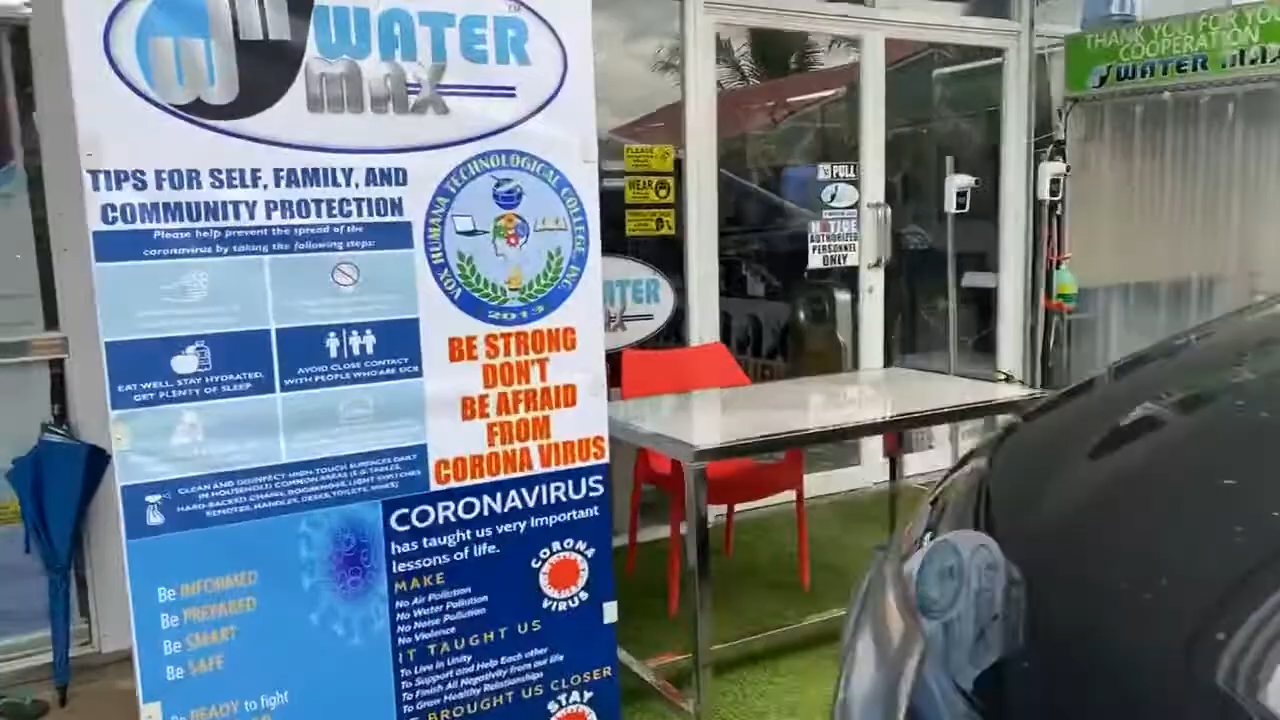 WATER
max
TM
TIPS FOR SELF, FAMILY, AND
COMMUNITY PROTECTION
Please help prevent the spread of the
coronavirus by taking the following steps:
EAT WELL, STAY HYDRATED,
GET PLENTY OF SLEEP
AVOID CLOSE CONTACT
WITH PEOPLE WHO ARE SICK
CLEAN AND DISINFECT HIGH-TOUCH SURFACES DAILY
IN HOUSEHOLD COMMON AREAS (E.G. TABLES,
HARD-BACKED CHAIRS, DOORKNOBS, LIGHT SWITCHES
REMOTES, HANDLES, DESKS, TOILETS, SINKS)
VOX HUMANA TECHNOLOGICAL COLLEGE, INC.
2013
BE STRONG
DON'T
BE AFRAID
FROM
CORONA VIRUS
Be INFORMED
Be PREPARED
Be SMART
Be SAFE
Be READY to fight
CORONAVIRUS
has taught us very important
lessons of life.
CORONA
VIRUS
MAKE
No Air Pollution
No Water Pollution
No Noise Pollution
No Violence
IT TAUGHT US
To Live in Unity
To Support and Help Each other
To Finish All Negativity from our life
To Grow Healthy Relationships
BROUGHT US CLOSER
STAY
PLEASE
WEAR
WATER
PULL
NOTICE
AUTHORIZED
PERSONNEL
ONLY
THANK YOU FOR YO
COOPERATION
WATER MAX